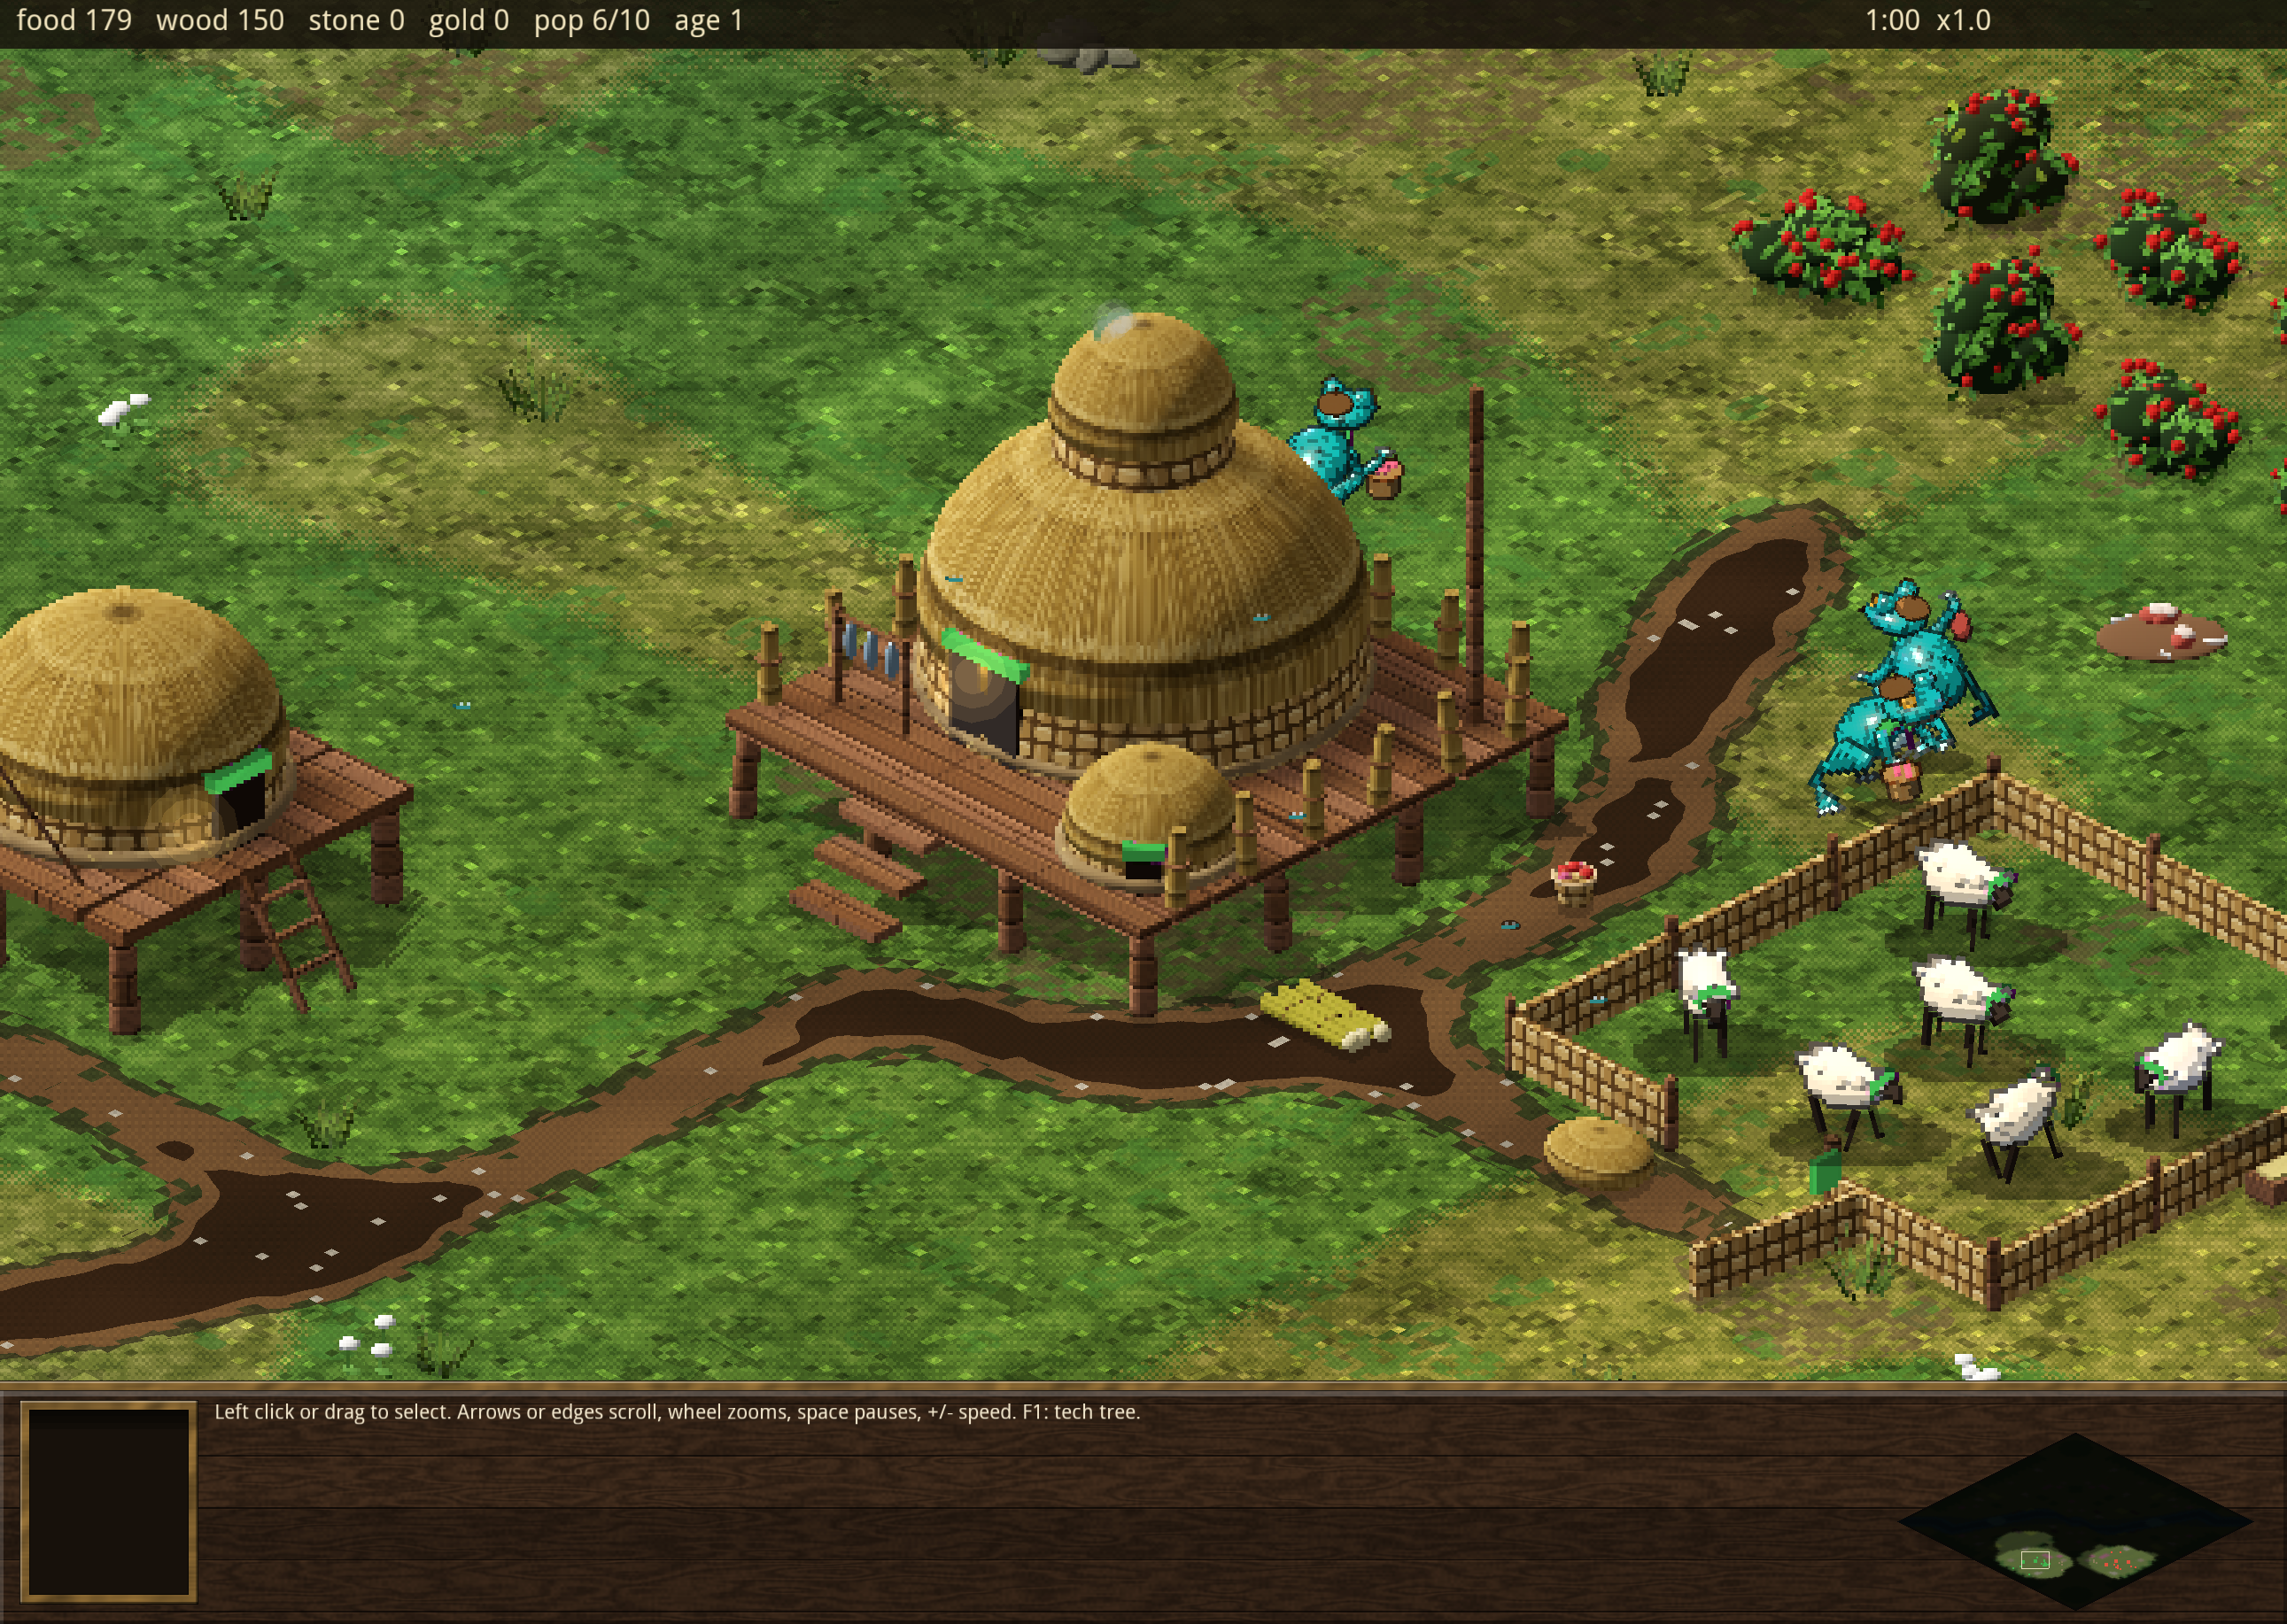 food 179 wood 150 stone 0 gold 0 pop 6/10 age 1 1:00 x1.0
Left click or drag to select. Arrows or edges scroll, wheel zooms, space pauses, +/- speed. F1: tech tree.